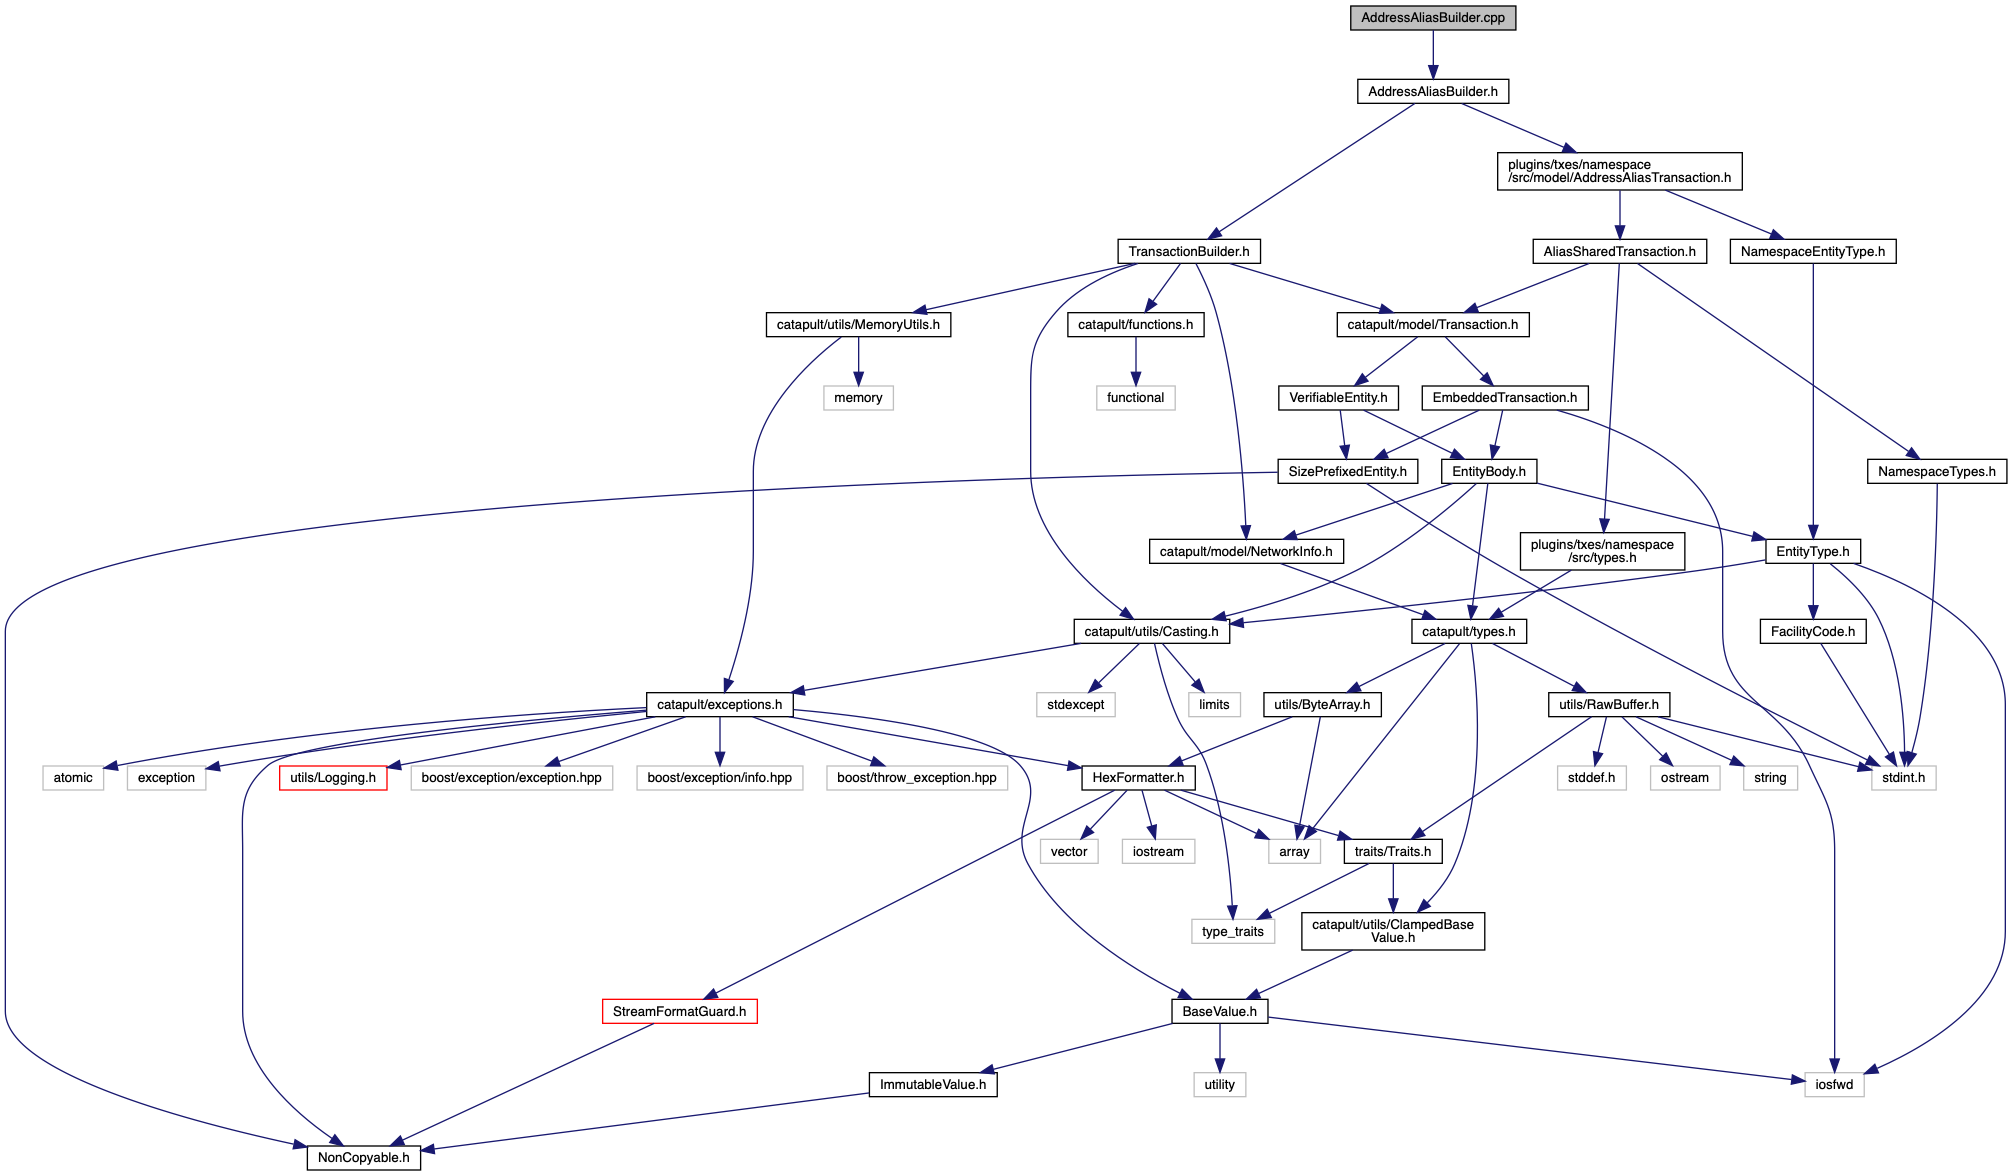 AddressAliasBuilder.cpp
AddressAliasBuilder.h
plugins/txes/namespace
/src/model/AddressAliasTransaction.h
TransactionBuilder.h
AliasSharedTransaction.h
NamespaceEntityType.h
catapult/utils/MemoryUtils.h
catapult/functions.h
catapult/model/Transaction.h
memory
functional
VerifiableEntity.h
EmbeddedTransaction.h
SizePrefixedEntity.h
EntityBody.h
NamespaceTypes.h
catapult/model/NetworkInfo.h
plugins/txes/namespace
/src/types.h
EntityType.h
catapult/utils/Casting.h
catapult/types.h
FacilityCode.h
catapult/exceptions.h
stdexcept
limits
utils/ByteArray.h
utils/RawBuffer.h
atomic
exception
utils/Logging.h
boost/exception/exception.hpp
boost/exception/info.hpp
boost/throw_exception.hpp
HexFormatter.h
stddef.h
ostream
string
stdint.h
vector
iostream
array
traits/Traits.h
type_traits
catapult/utils/ClampedBase
Value.h
StreamFormatGuard.h
BaseValue.h
ImmutableValue.h
utility
iosfwd
NonCopyable.h